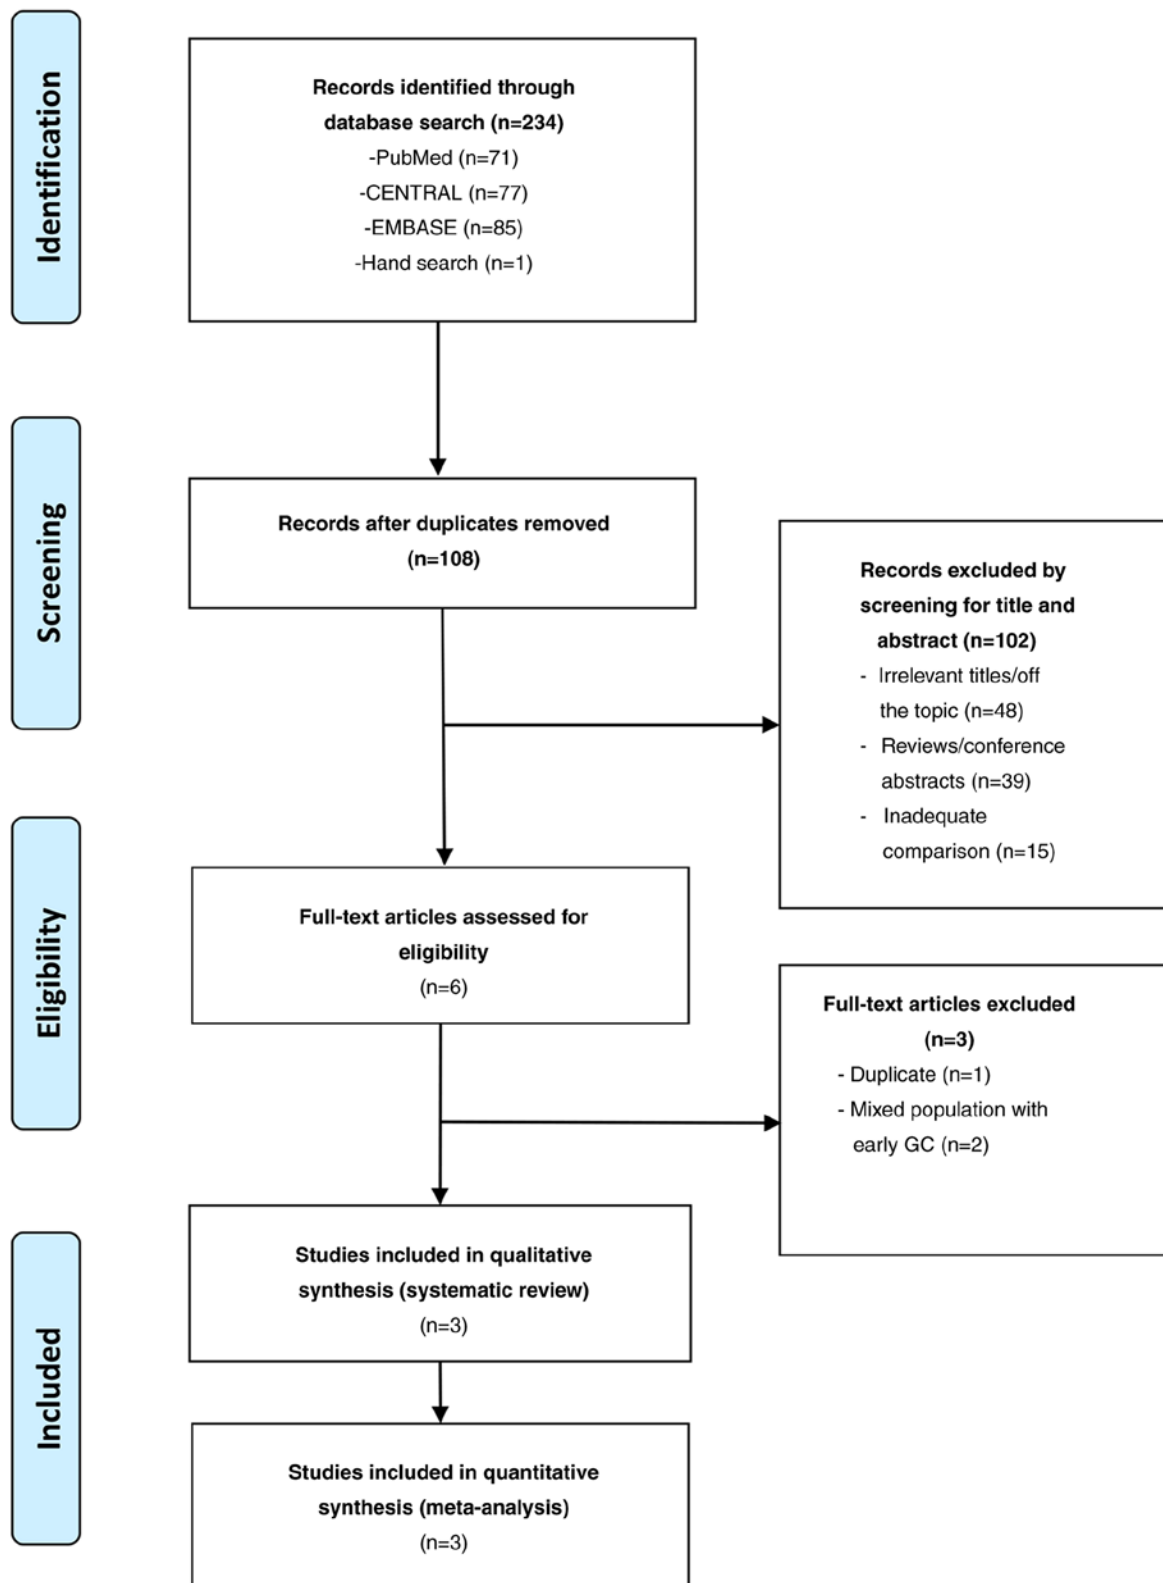 Identification
Records identified through
database search (n=234)
-PubMed (n=71)
-CENTRAL (n=77)
-EMBASE (n=85)
-Hand search (n=1)
Screening
Records after duplicates removed
(n=108)
Records excluded by
screening for title and
abstract (n=102)
- Irrelevant titles/off
the topic (n=48)
- Reviews/conference
abstracts (n=39)
- Inadequate
comparison (n=15)
Eligibility
Full-text articles assessed for
eligibility
(n=6)
Full-text articles excluded
(n=3)
- Duplicate (n=1)
- Mixed population with
early GC (n=2)
Included
Studies included in qualitative
synthesis (systematic review)
(n=3)
Studies included in quantitative
synthesis (meta-analysis)
(n=3)